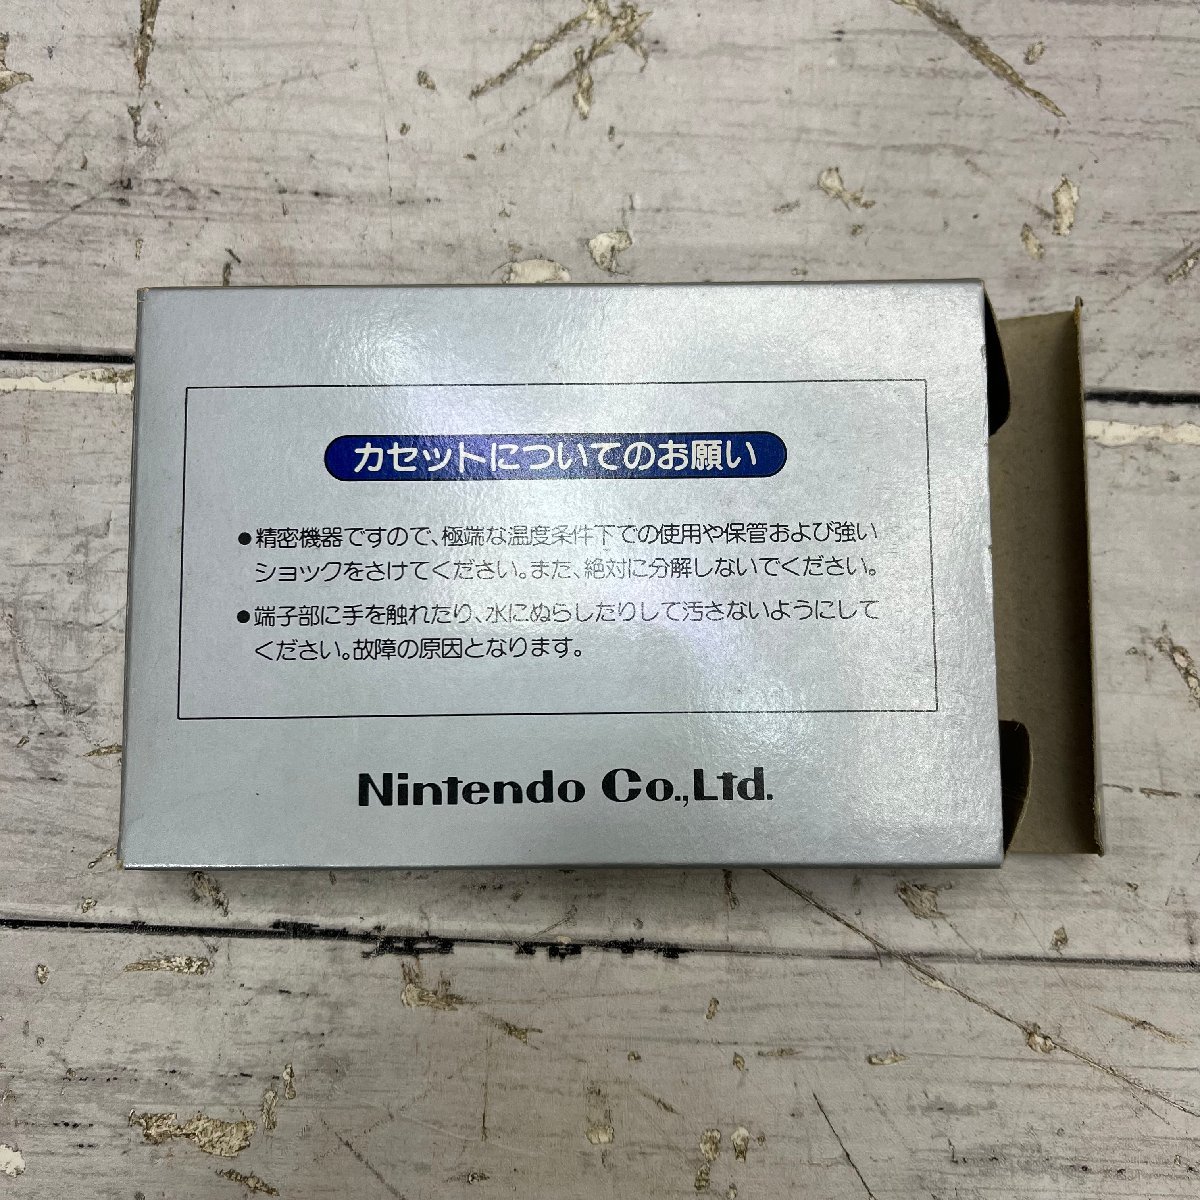 カセットについてのお願い
●精密機器ですので、極端な温度条件下での使用や保管および強い
ショックをさけてください。また、絶対に分解しないでください。
●端子部に手を触れたり、水にぬらしたりして汚さないようにして
ください。故障の原因となります。
Nintendo Co.,Ltd.